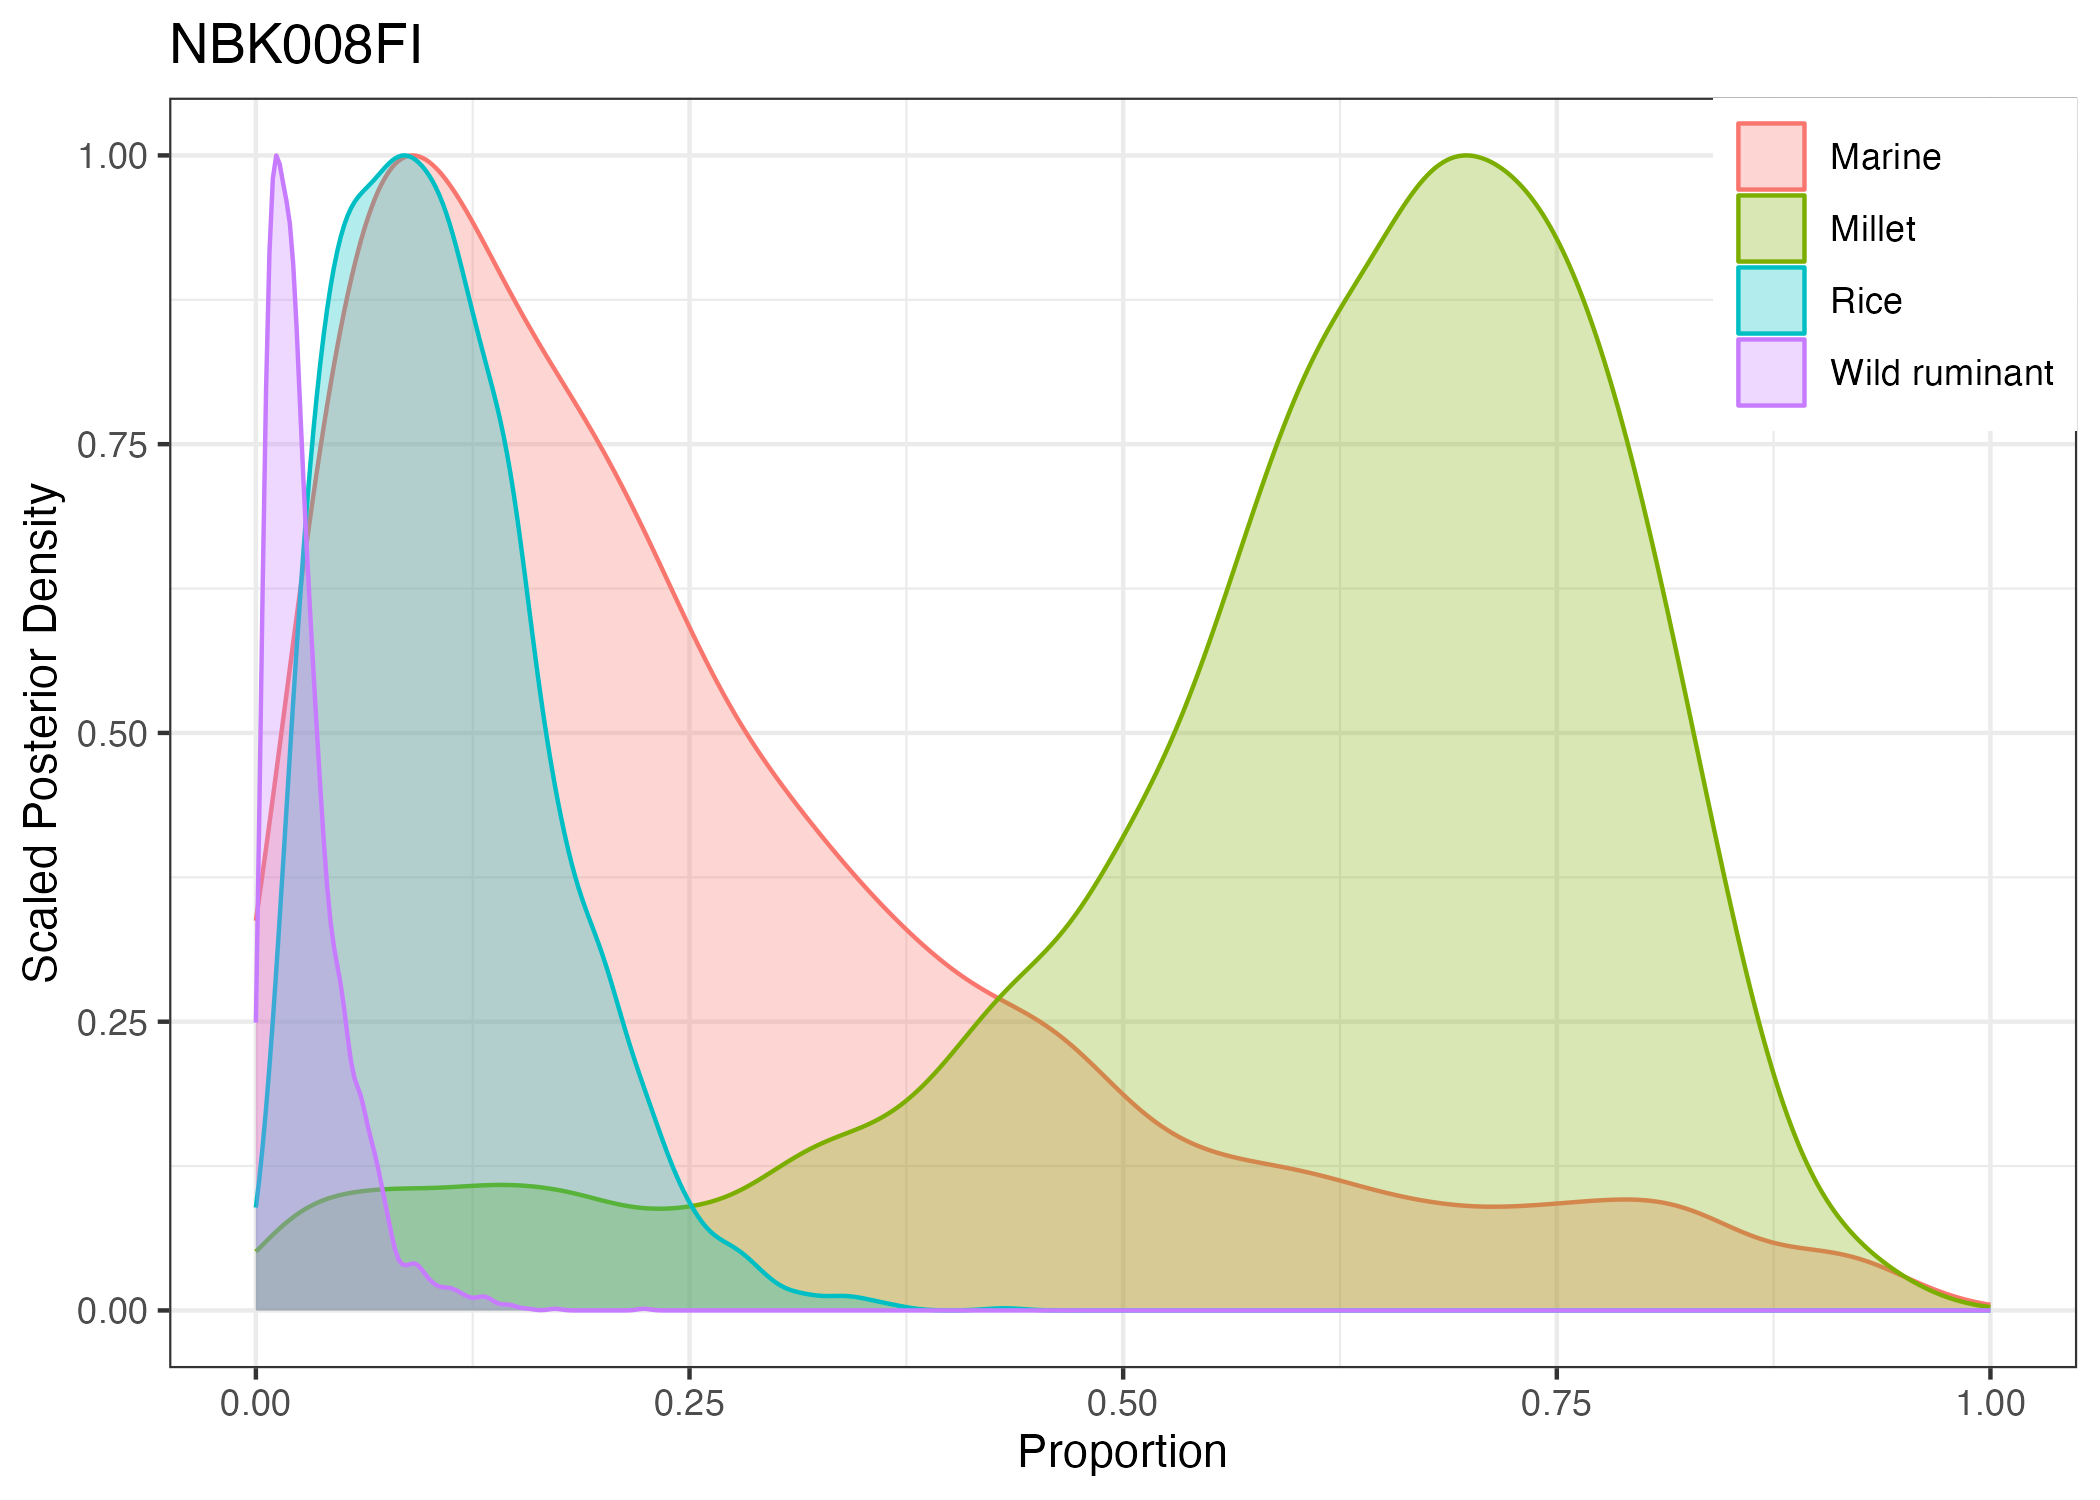 NBK008FI
Marine
Millet
Rice
Wild ruminant
Scaled Posterior Density
1.00
0.75
0.50
0.25
0.00
0.00 0.25 0.50 0.75 1.00
Proportion